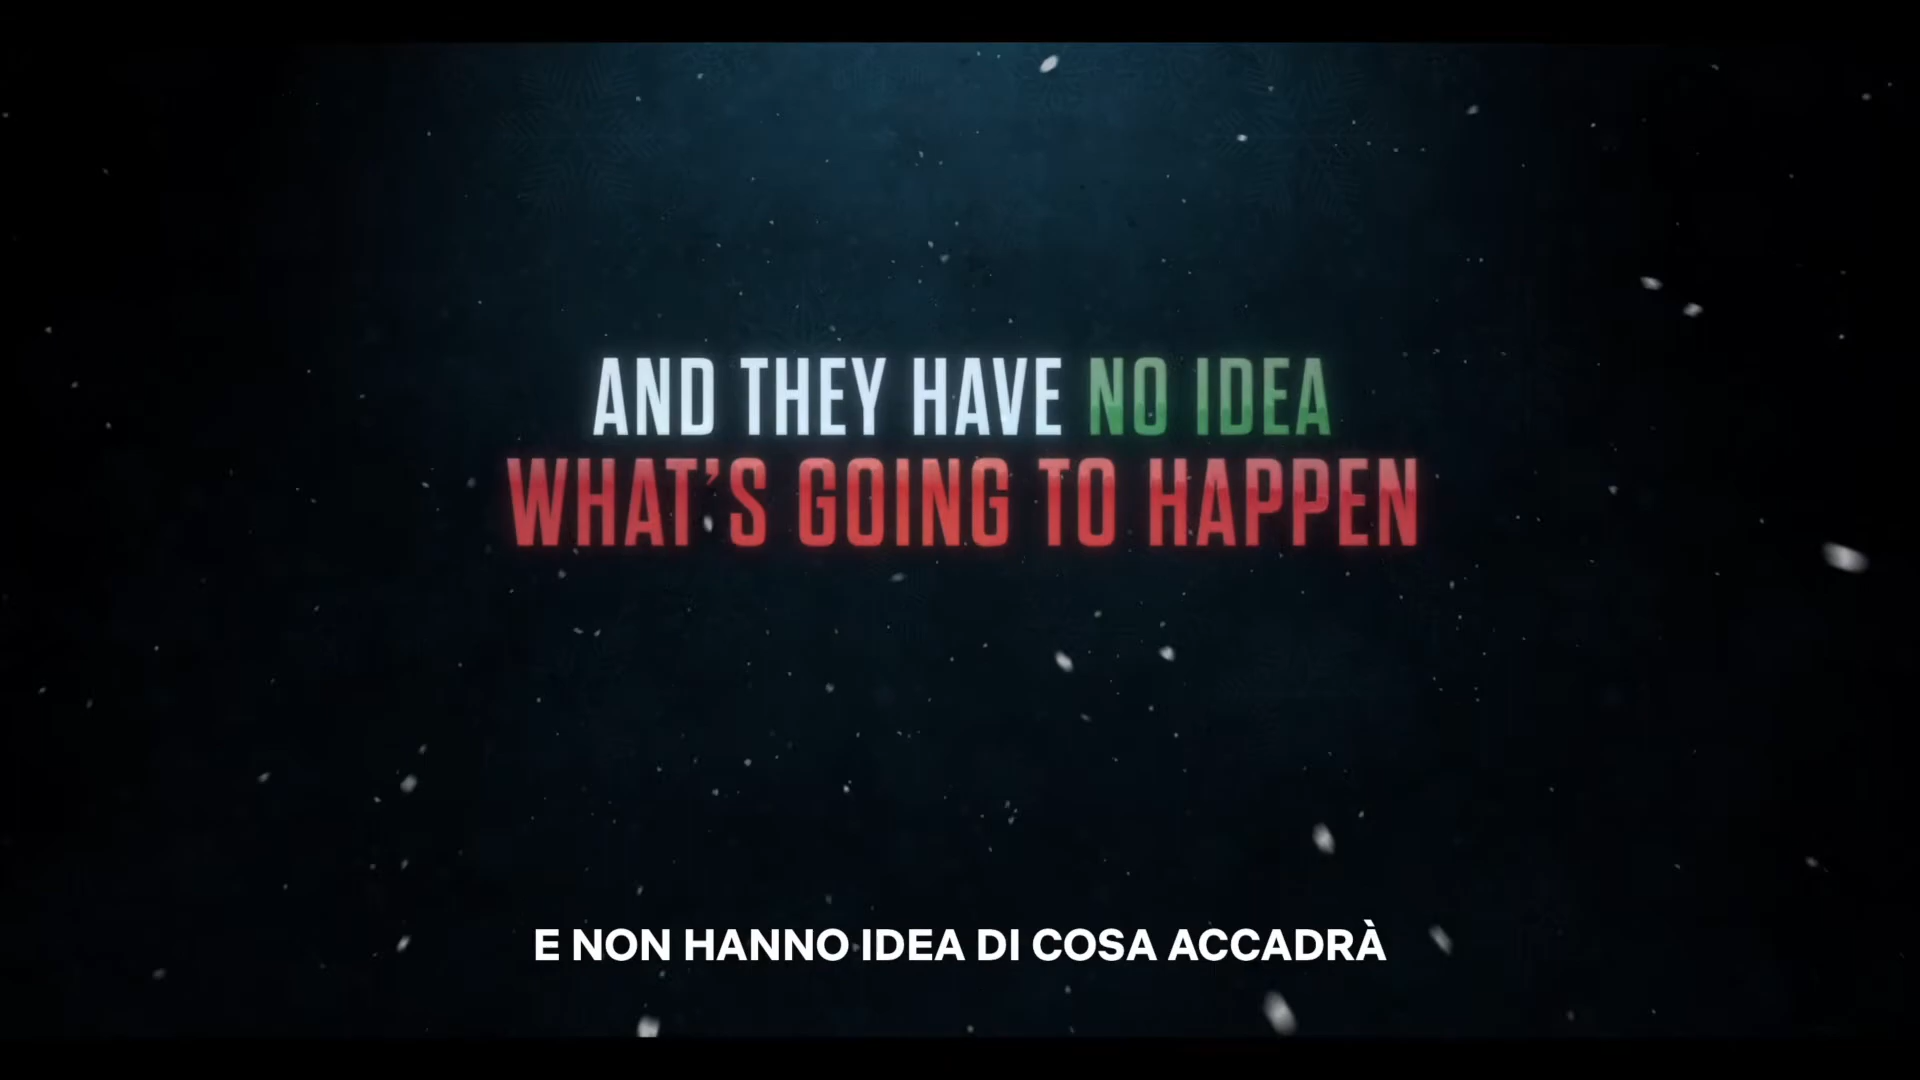 AND THEY HAVE NO IDEA
WHAT'S GOING TO HAPPEN
E NON HANNO IDEA DI COSA ACCADRÀ